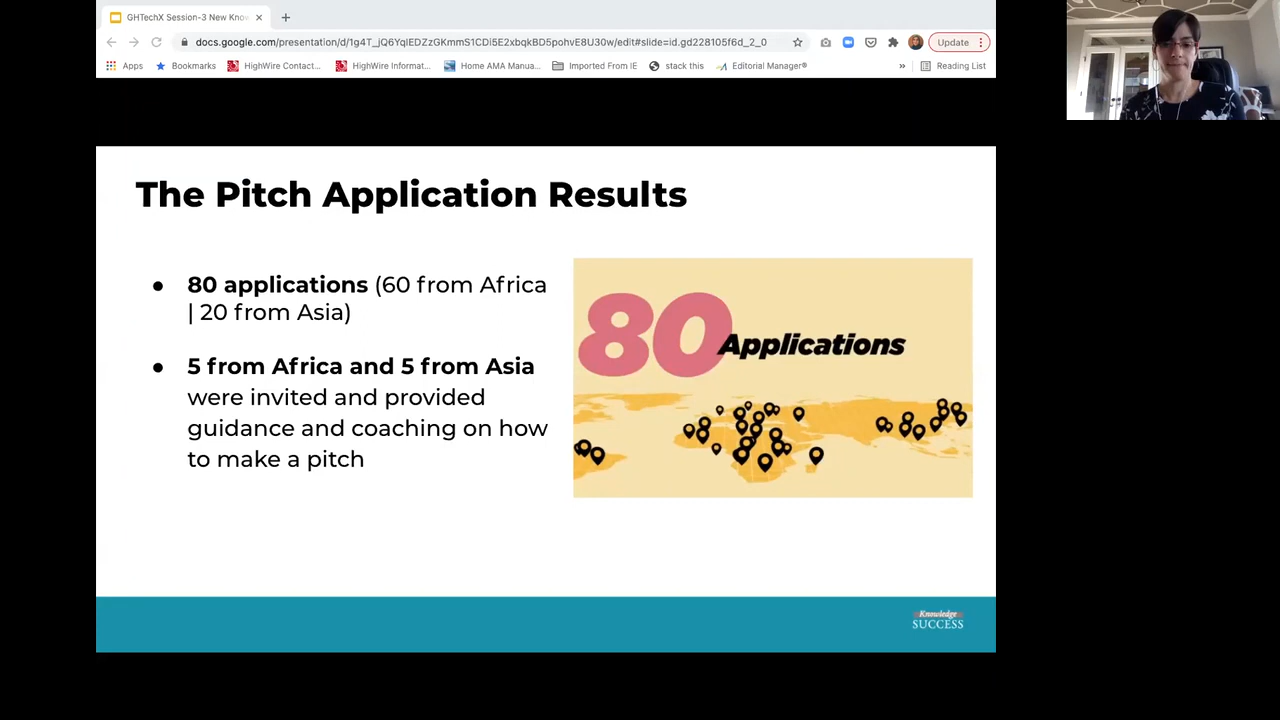 GHTechX Session-3 New Know
docs.google.com/presentation/d/1g4T_jQ6YqIEDZzGhmmS1CDi5E2xbqkBD5pohvE8U30w/edit#slide=id.gd228105f6d_2_0
Update
Apps
Bookmarks
HighWire Contact...
HighWire Informat...
Home AMA Manua...
Imported From IE
stack this
Editorial Manager®
»
Reading List
The Pitch Application Results
● 80 applications (60 from Africa
| 20 from Asia)
● 5 from Africa and 5 from Asia
were invited and provided
guidance and coaching on how
to make a pitch
80 Applications
Knowledge
SUCCESS